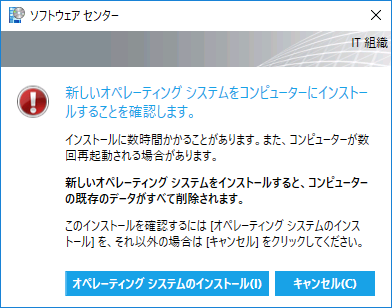 ソフトウェア センター
IT 組織
新しいオペレーティング システムをコンピューターにインストー
ルすることを確認します。
インストールに数時間かかることがあります。また、コンピューターが数
回再起動される場合があります。
新しいオペレーティング システムをインストールすると、コンピューター
の既存のデータがすべて削除されます。
このインストールを確認するには [オペレーティング システムのインス
トール] を、それ以外の場合は [キャンセル] をクリックしてください。
オペレーティング システムのインストール(I)
キャンセル(C)